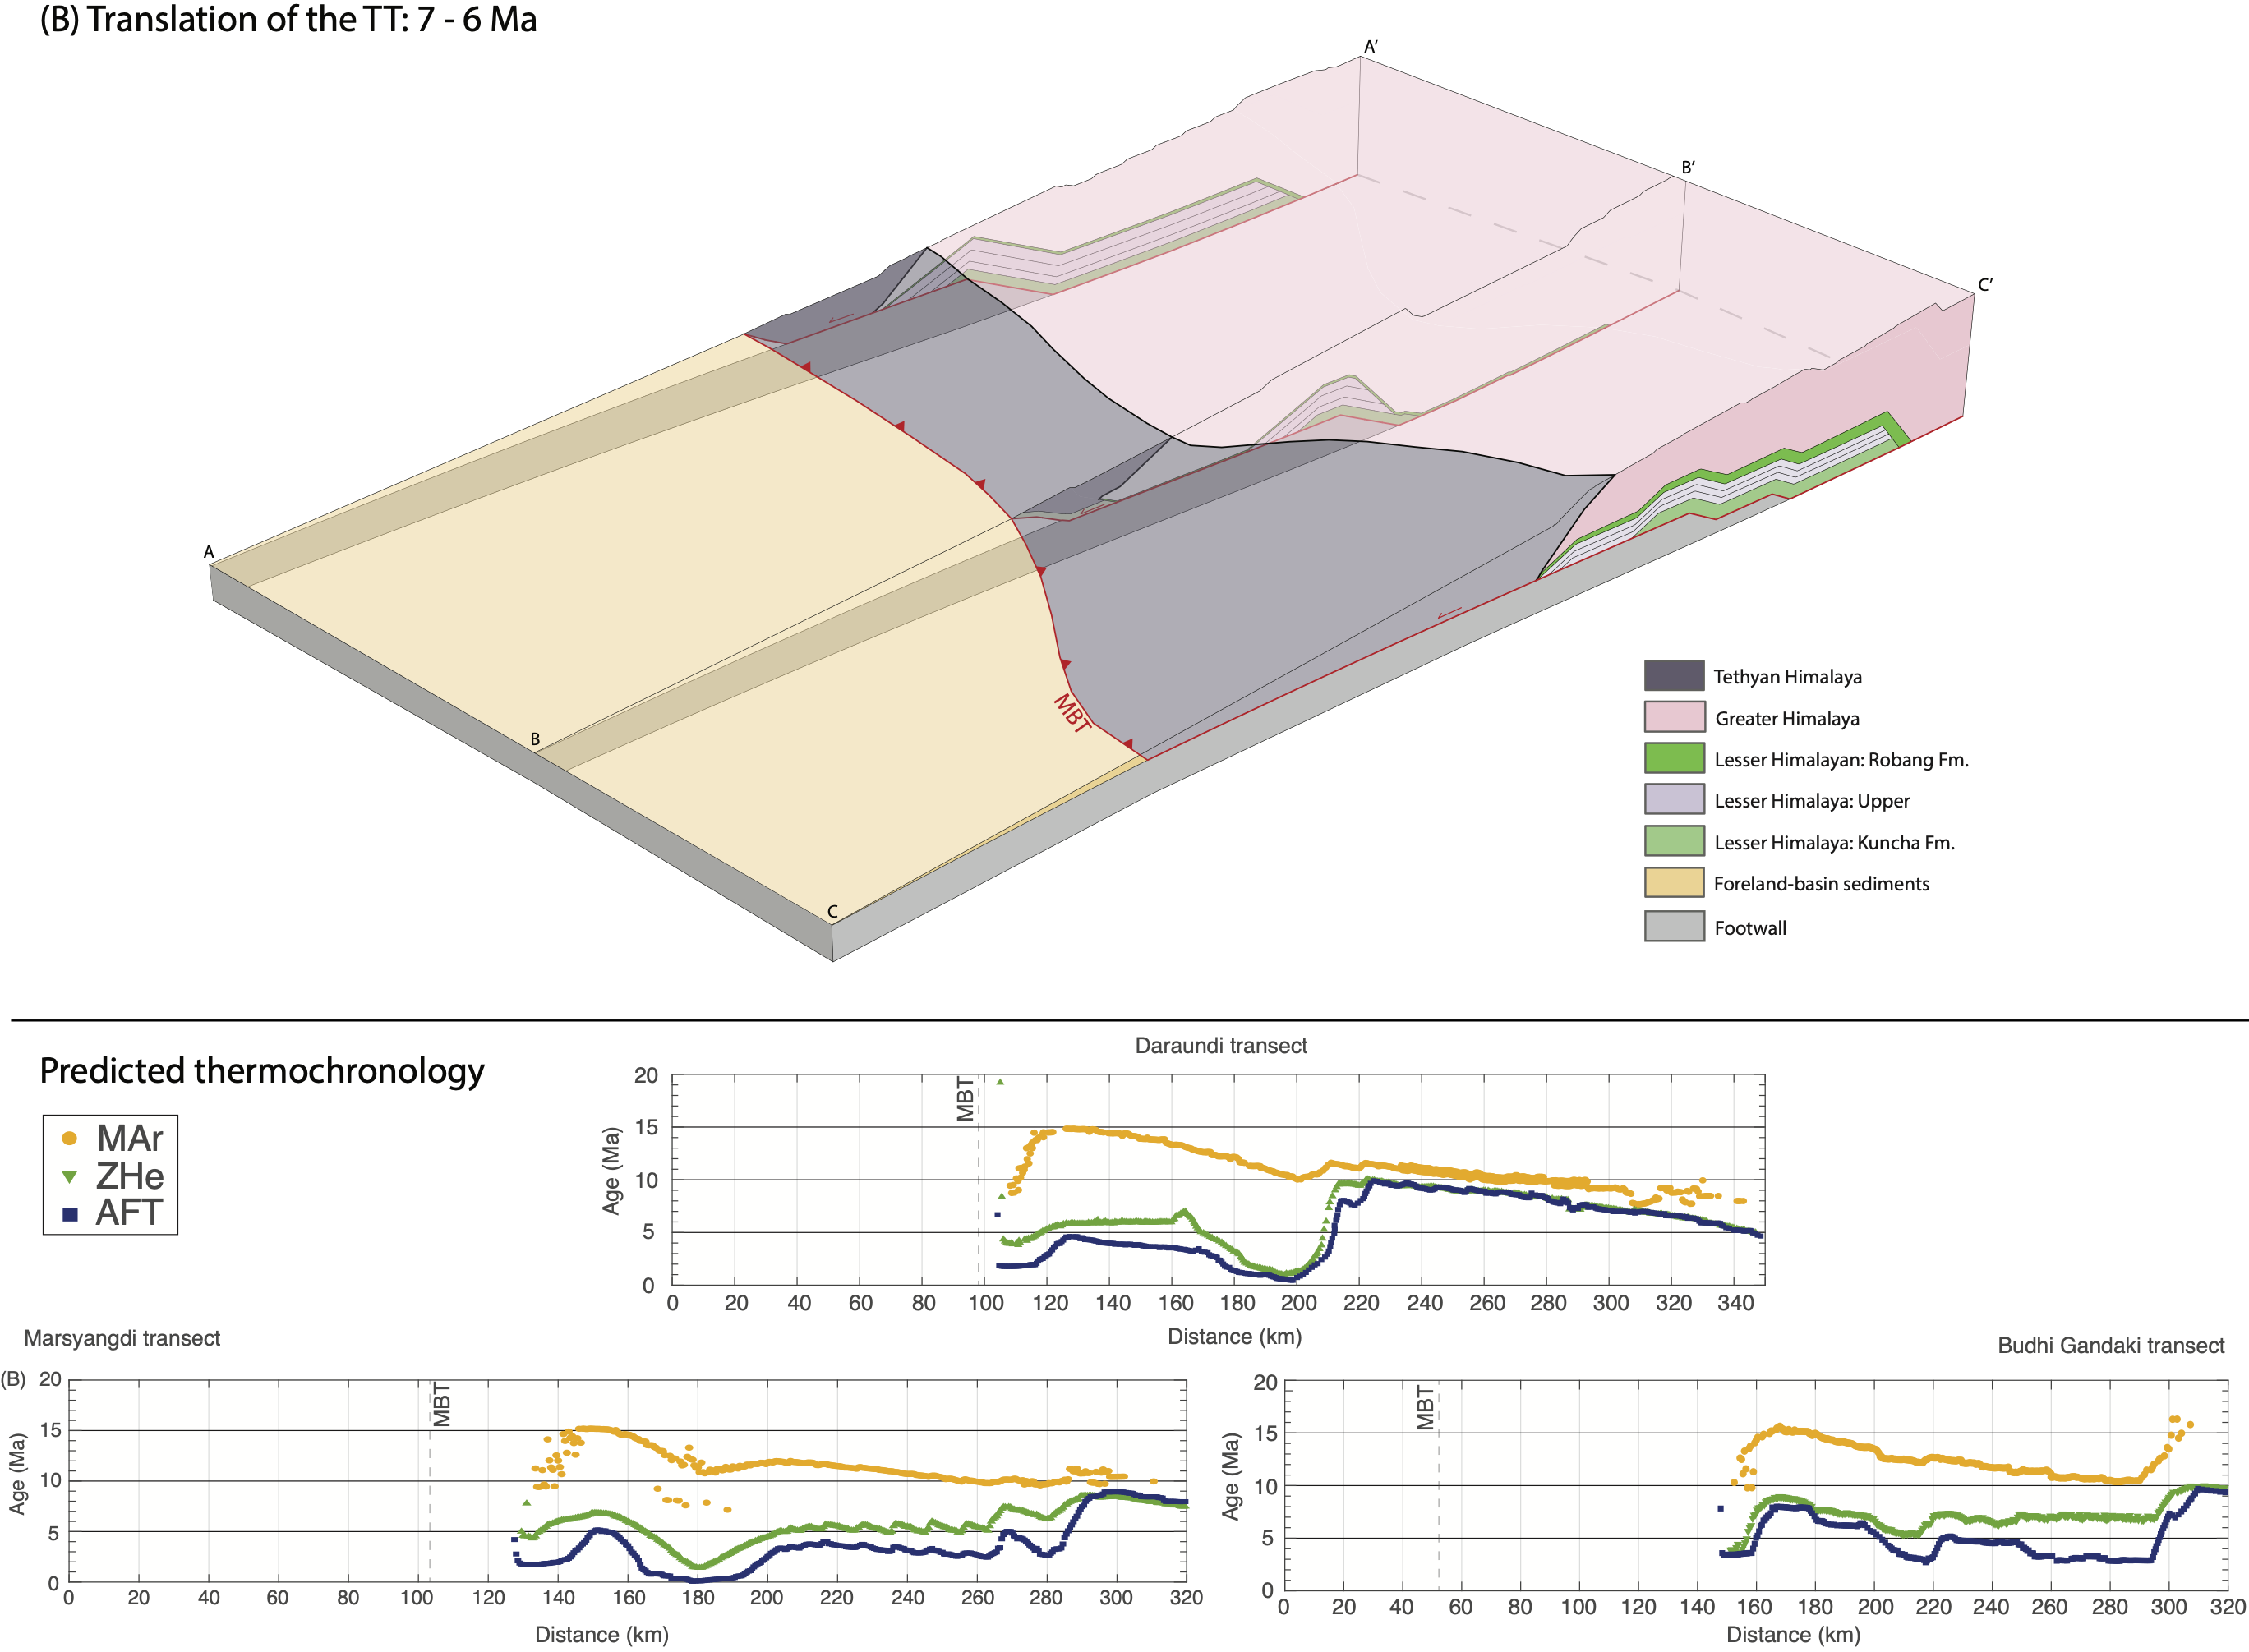 (B) Translation of the TT: 7 - 6 Ma
A’
B’
C’
A
B
C
MBT
Tethyan Himalaya
Greater Himalaya
Lesser Himalayan: Robang Fm.
Lesser Himalaya: Upper
Lesser Himalaya: Kuncha Fm.
Foreland-basin sediments
Footwall
Predicted thermochronology
MAr
ZHe
AFT
Daraundi transect
MBT
Age (Ma)
20
15
10
5
0
0 20 40 60 80 100 120 140 160 180 200 220 240 260 280 300 320 340
Distance (km)
Marsyangdi transect
(B)
MBT
Age (Ma)
20
15
10
5
0
0 20 40 60 80 100 120 140 160 180 200 220 240 260 280 300 320
Distance (km)
Budhi Gandaki transect
MBT
Age (Ma)
20
15
10
5
0
0 20 40 60 80 100 120 140 160 180 200 220 240 260 280 300 320
Distance (km)